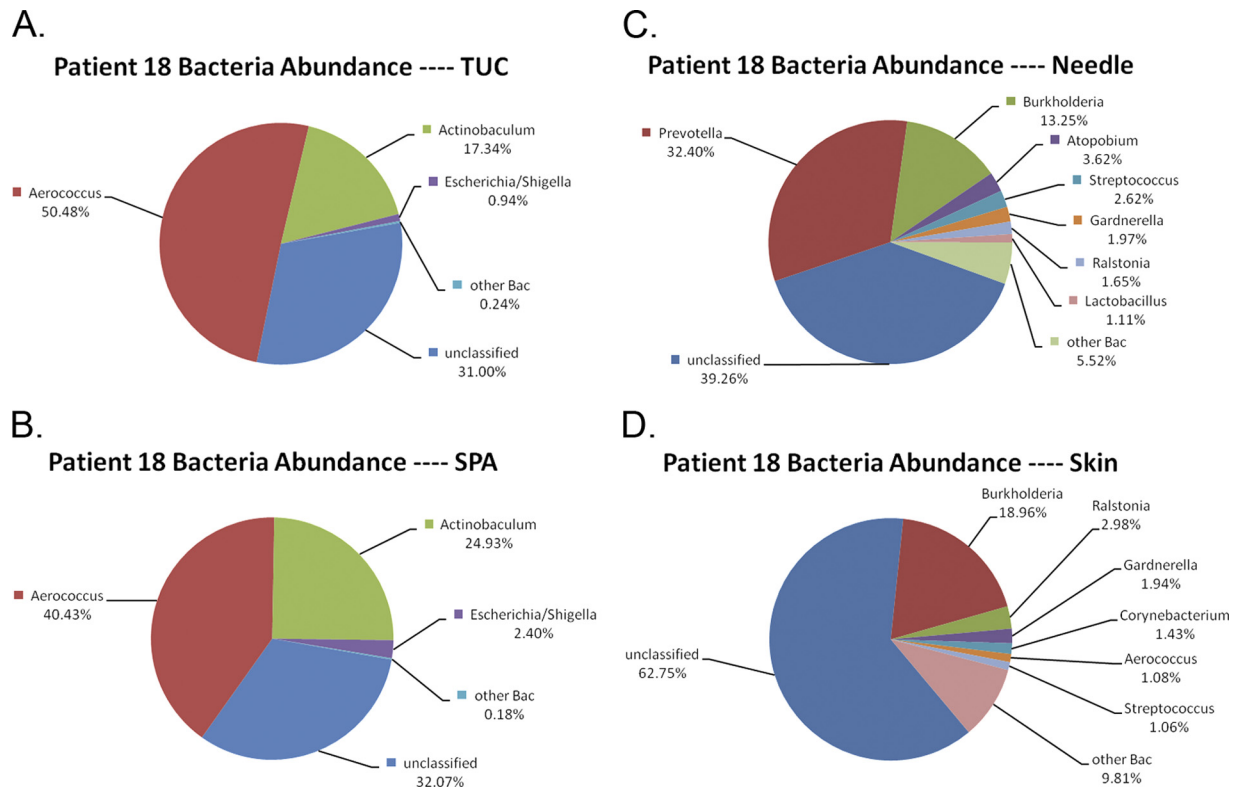 A.
Patient 18 Bacteria Abundance ---- TUC
Actinobaculum
17.34%
Escherichia/Shigella
0.94%
Aerococcus
50.48%
other Bac
0.24%
unclassified
31.00%
B.
Patient 18 Bacteria Abundance ---- SPA
Actinobaculum
24.93%
Aerococcus
40.43%
Escherichia/Shigella
2.40%
other Bac
0.18%
unclassified
32.07%
C.
Patient 18 Bacteria Abundance ---- Needle
Burkholderia
13.25%
Prevotella
32.40%
Atopobium
3.62%
Streptococcus
2.62%
Gardnerella
1.97%
Ralstonia
1.65%
Lactobacillus
1.11%
other Bac
5.52%
unclassified
39.26%
D.
Patient 18 Bacteria Abundance ---- Skin
Burkholderia
18.96%
Ralstonia
2.98%
Gardnerella
1.94%
Corynebacterium
1.43%
unclassified
62.75%
Aerococcus
1.08%
Streptococcus
1.06%
other Bac
9.81%